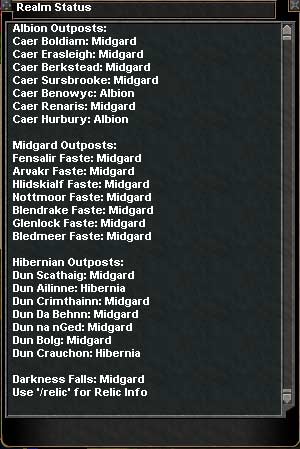 Realm Status
Albion Outposts:
Caer Boldiam: Midgard
Caer Erasleigh: Midgard
Caer Berkstead: Midgard
Caer Sursbrooke: Midgard
Caer Benowyc: Albion
Caer Renaris: Midgard
Caer Hurbury: Albion
Midgard Outposts:
Fensalir Faste: Midgard
Arvakr Faste: Midgard
Hlidskialf Faste: Midgard
Nottmoor Faste: Midgard
Blendrake Faste: Midgard
Glenlock Faste: Midgard
Bledmeer Faste: Midgard
Hibernian Outposts:
Dun Scathaig: Midgard
Dun Ailinne: Hibernia
Dun Crimthainn: Midgard
Dun Da Behnn: Midgard
Dun na nGed: Midgard
Dun Bolg: Midgard
Dun Crauchon: Hibernia
Darkness Falls: Midgard
Use '/relic' for Relic Info